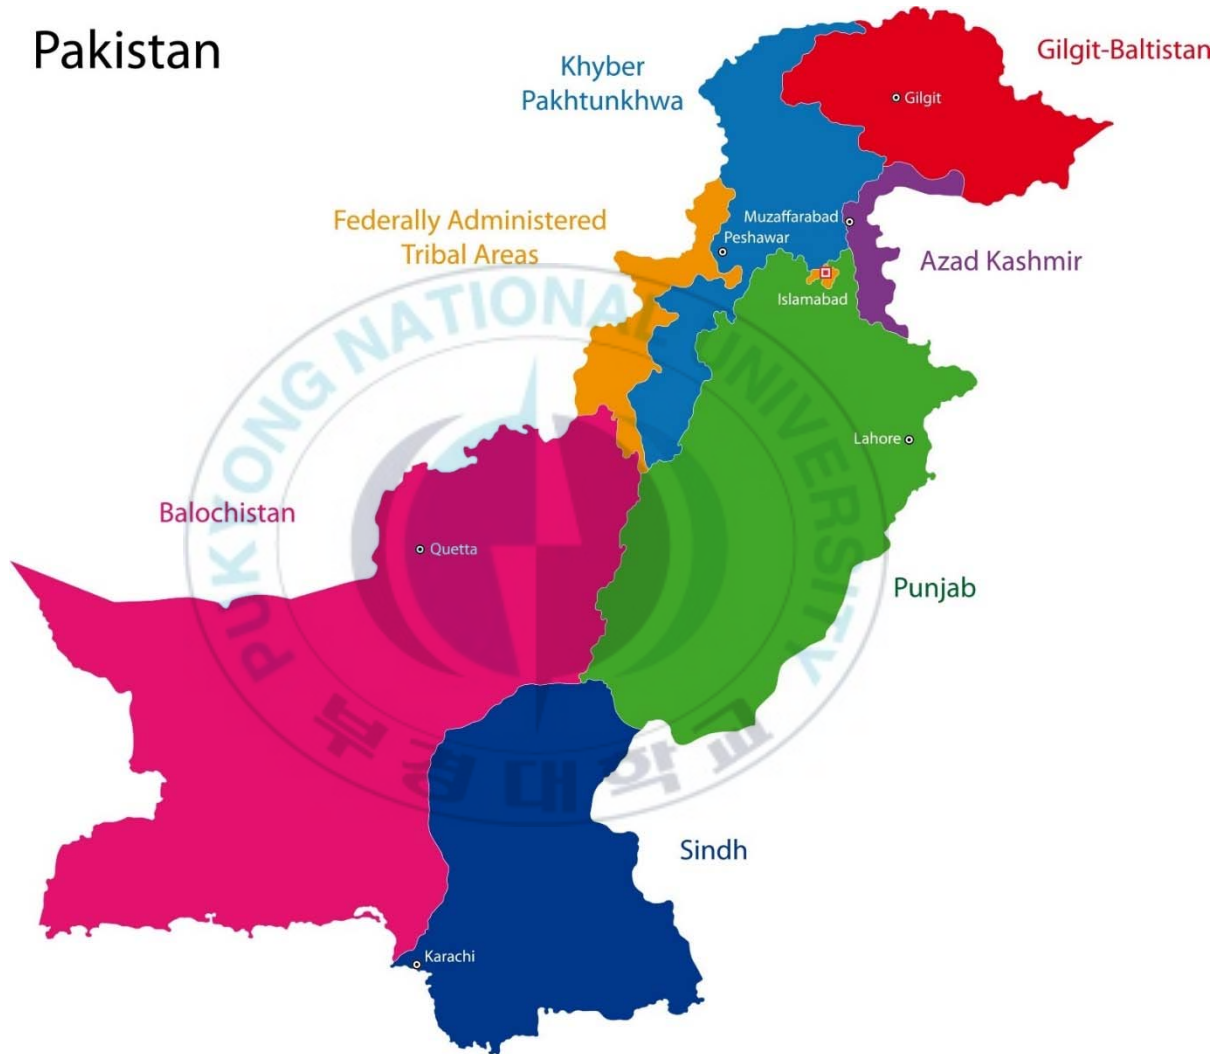 Pakistan
Gilgit-Baltistan
Khyber
Pakhtunkhwa
Gilgit
Federally Administered
Tribal Areas
Muzaffarabad
Peshawar
Azad Kashmir
Islamabad
Lahore
Balochistan
Quetta
Punjab
Sindh
Karachi
PUKYONG NATIONAL UNIVERSITY
부경대학교